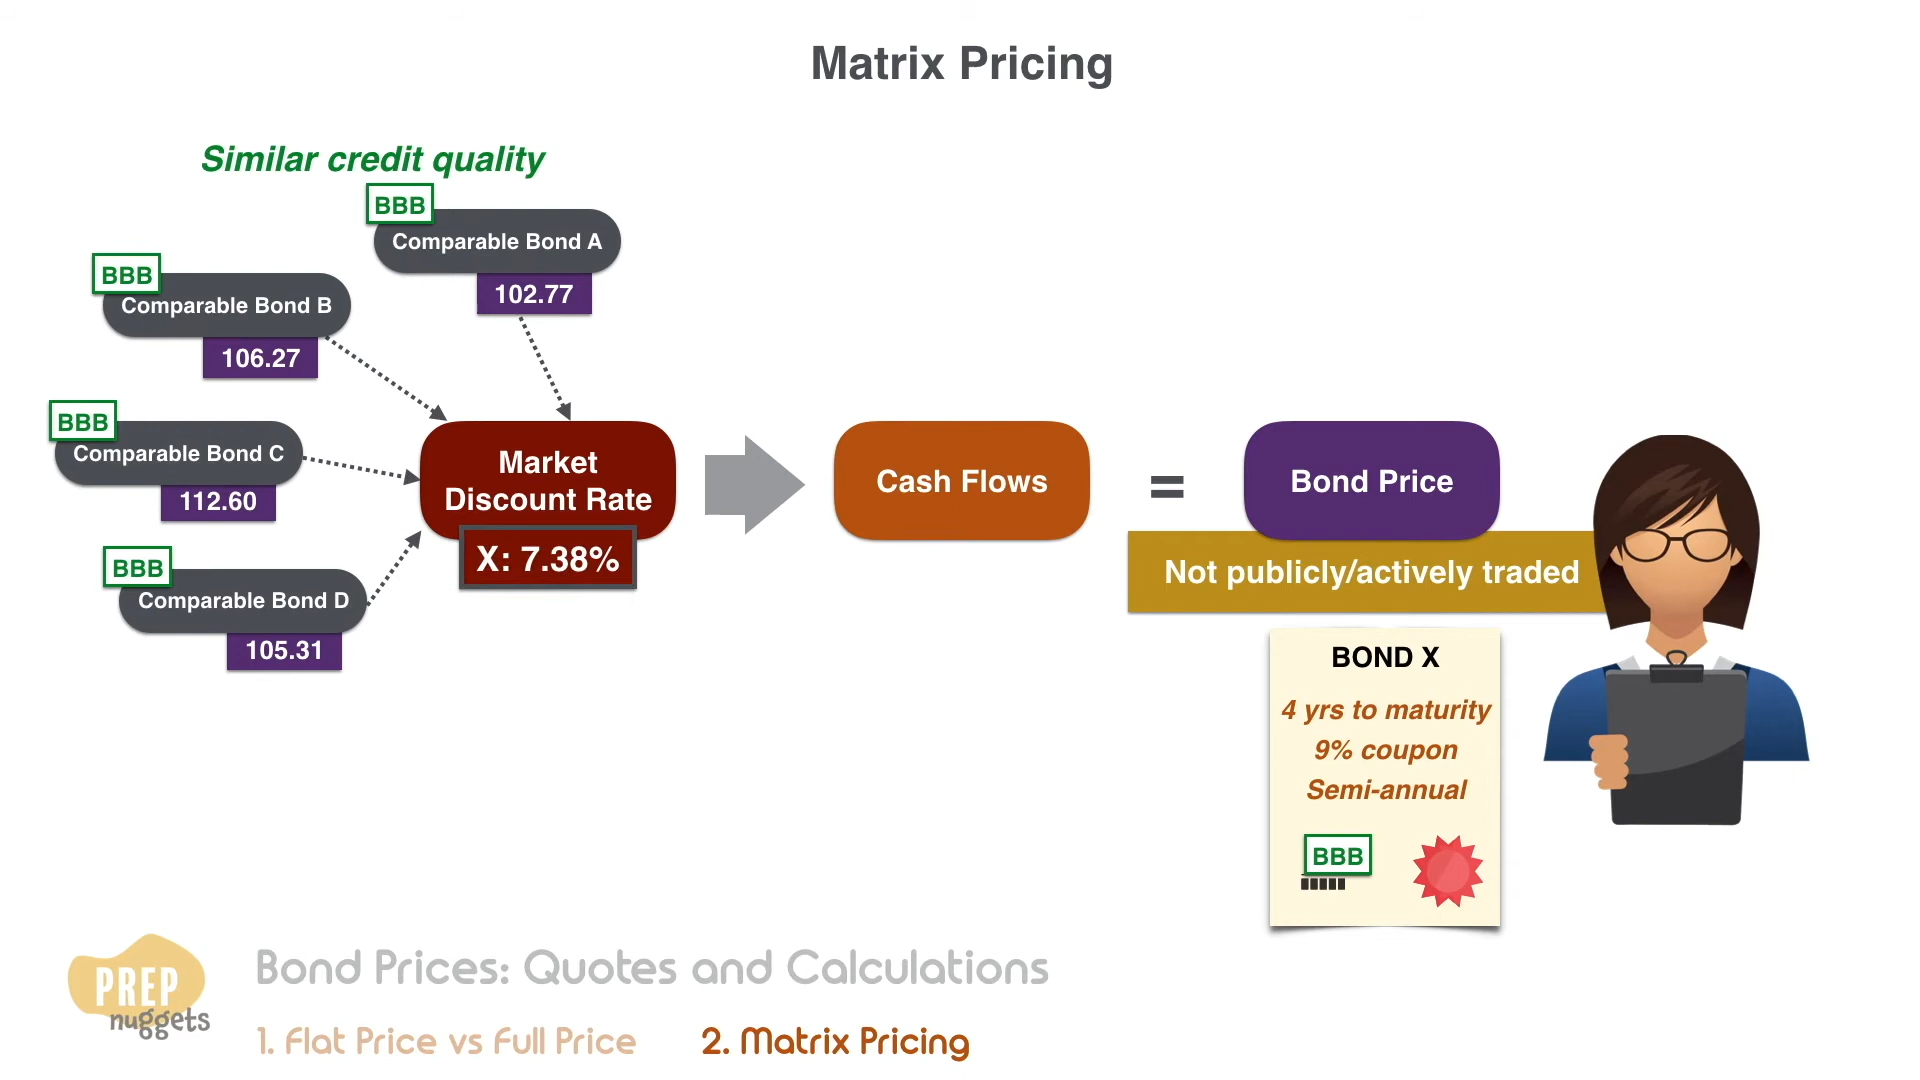 Matrix Pricing
Similar credit quality
BBB
Comparable Bond A
102.77
BBB
Comparable Bond B
106.27
BBB
Comparable Bond C
112.60
BBB
Comparable Bond D
105.31
Market
Discount Rate
X: 7.38%
Cash Flows
=
Bond Price
Not publicly/actively traded
BOND X
4 yrs to maturity
9% coupon
Semi-annual
BBB
PREP
nuggets
Bond Prices: Quotes and Calculations
1. Flat Price vs Full Price
2. Matrix Pricing